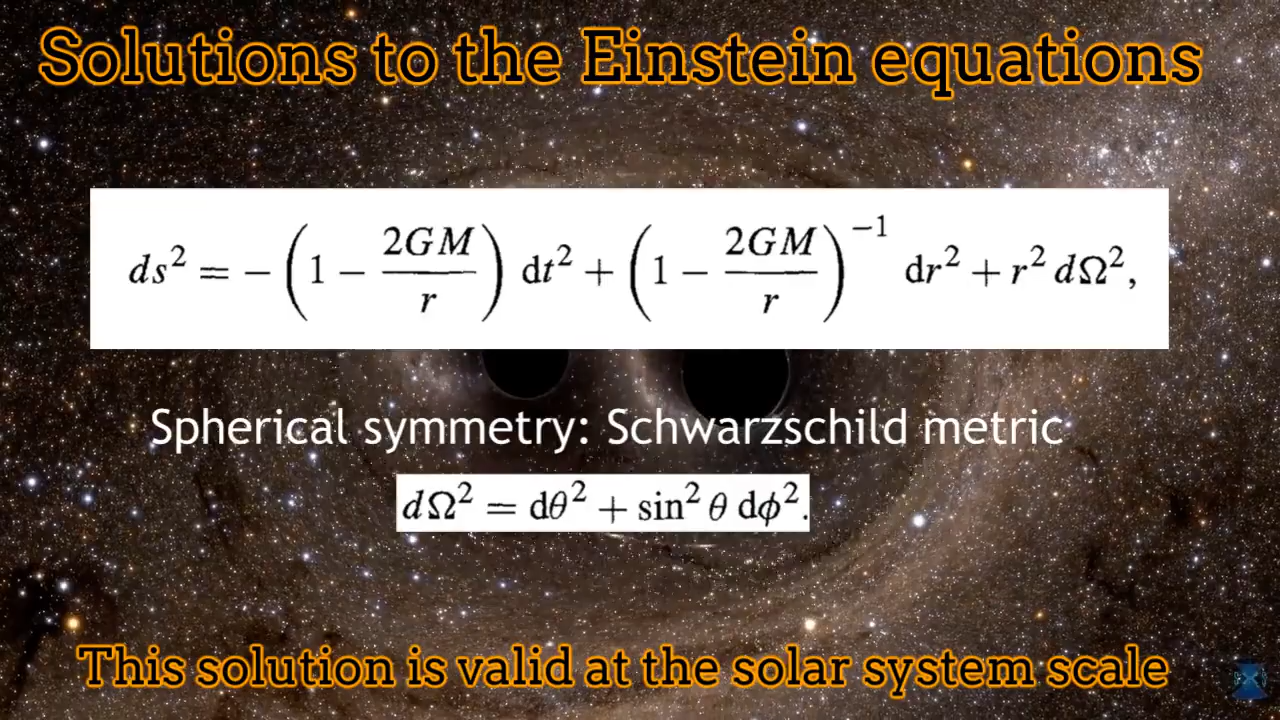 Solutions to the Einstein equations
ds² = −(1 − 2GM/r) dt² + (1 − 2GM/r)⁻¹ dr² + r² dΩ²,
Spherical symmetry: Schwarzschild metric
dΩ² = dθ² + sin² θ dϕ².
This solution is valid at the solar system scale